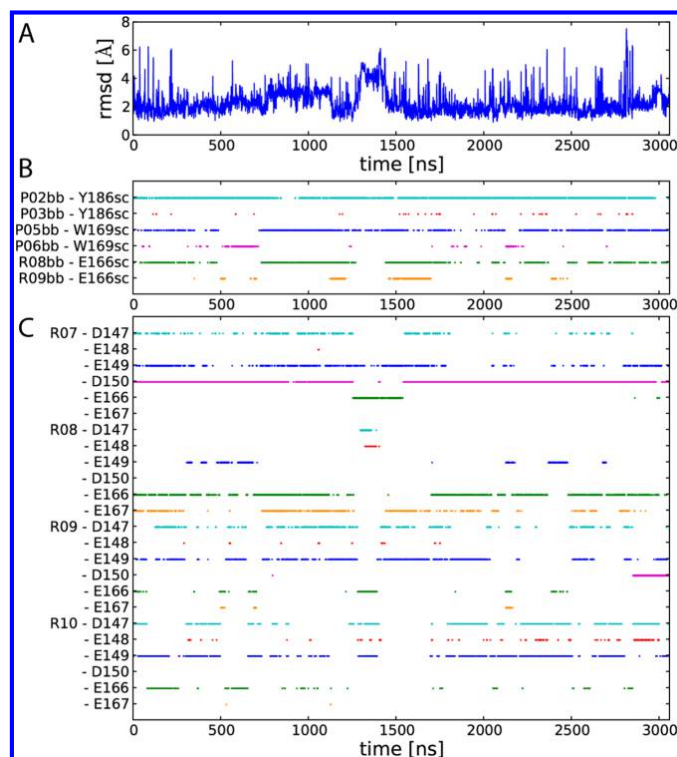 A
rmsd [Å]
8
6
4
2
0
0 500 1000 1500 2000 2500 3000
time [ns]
B
P02bb - Y186sc
P03bb - Y186sc
P05bb - W169sc
P06bb - W169sc
R08bb - E166sc
R09bb - E166sc
0 500 1000 1500 2000 2500 3000
C
R07 - D147
- E148
- E149
- D150
- E166
- E167
R08 - D147
- E148
- E149
- D150
- E166
- E167
R09 - D147
- E148
- E149
- D150
- E166
- E167
R10 - D147
- E148
- E149
- D150
- E166
- E167
0 500 1000 1500 2000 2500 3000
time [ns]